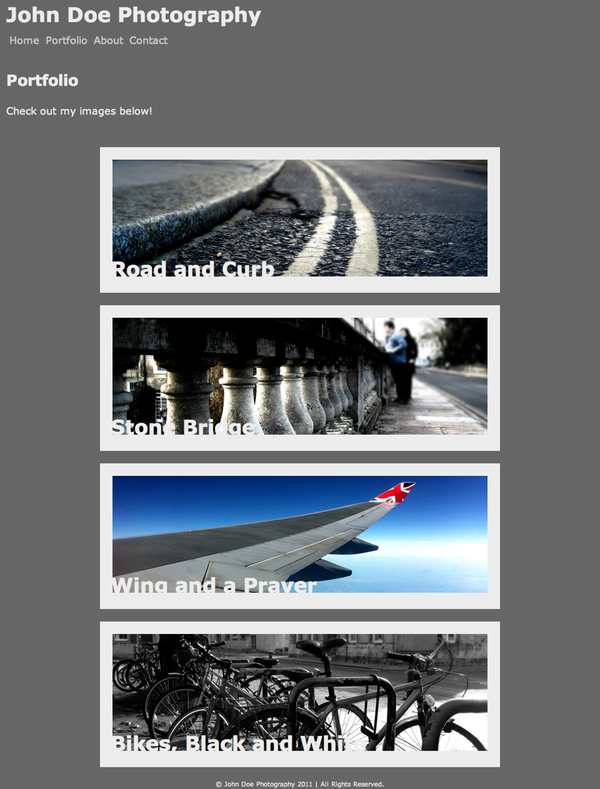 John Doe Photography
Home Portfolio About Contact
Portfolio
Check out my images below!
Road and Curb
Stone Bridge
Wing and a Prayer
Bikes, Black and White
© John Doe Photography 2011 | All Rights Reserved.